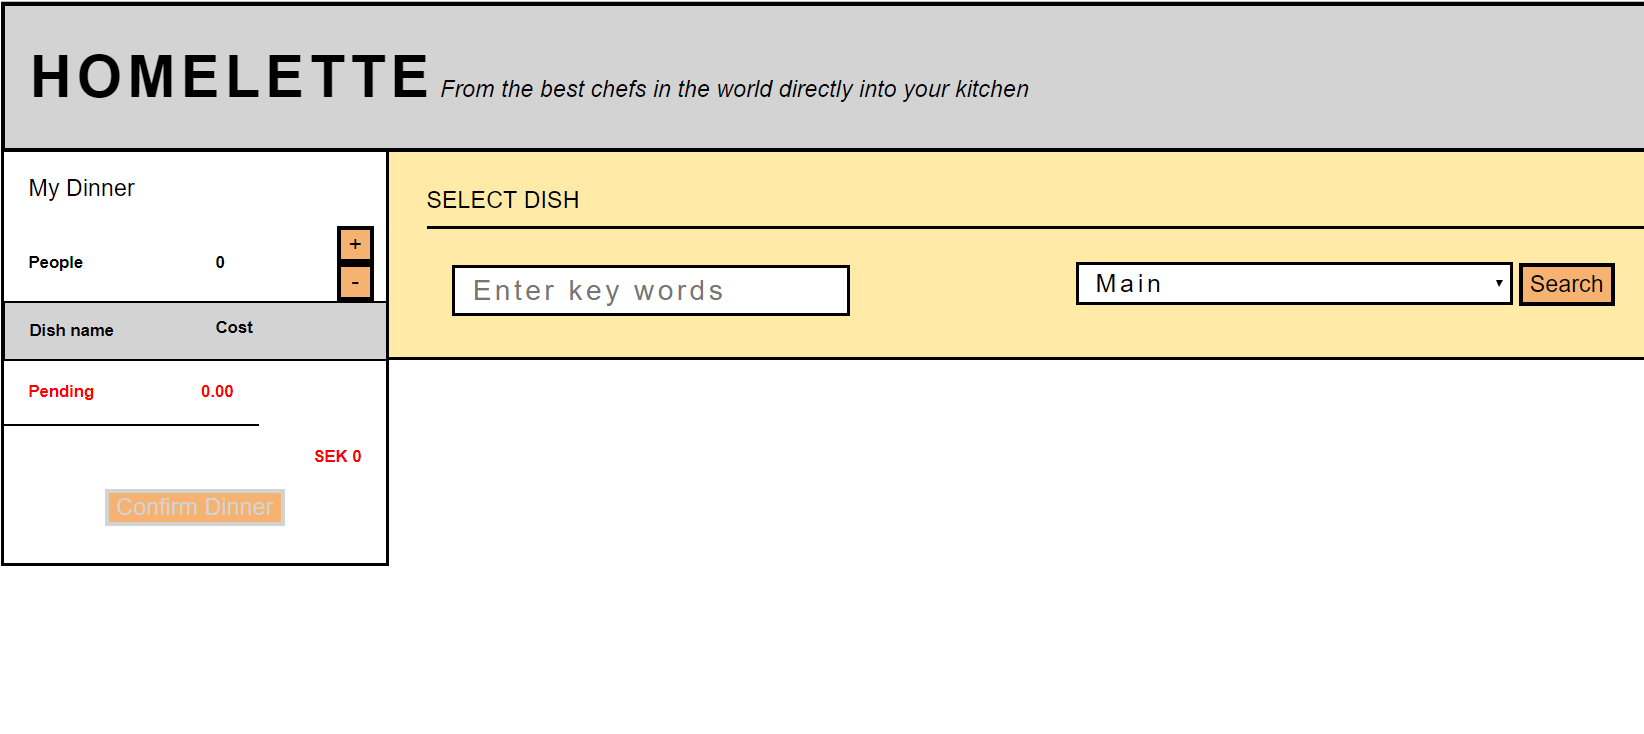 HOMELETTE From the best chefs in the world directly into your kitchen
My Dinner
People 0 +
-
Dish name Cost
Pending 0.00
SEK 0
Confirm Dinner
SELECT DISH
Enter key words Main Search